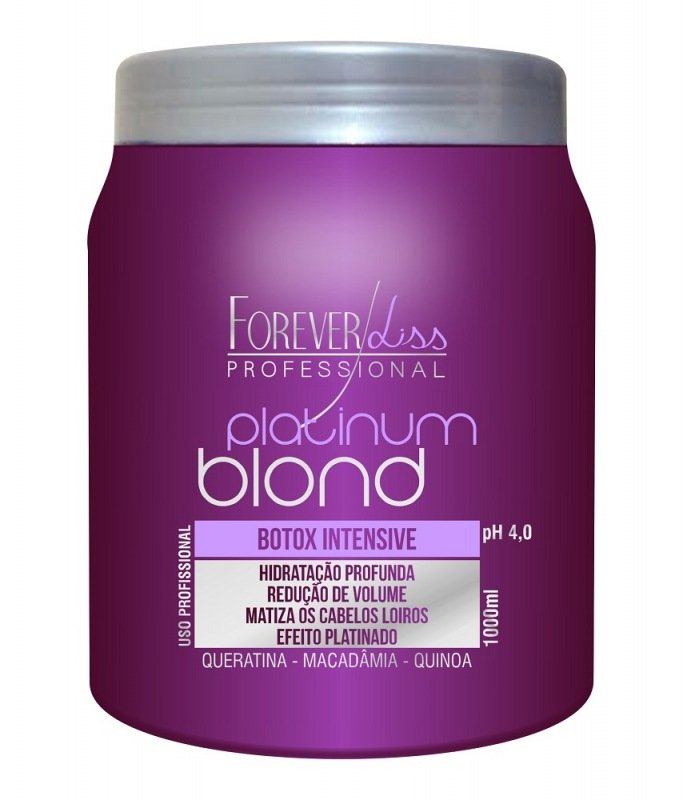 FOREVER Liss
PROFESSIONAL
platinum
blond
BOTOX INTENSIVE
pH 4,0
USO PROFISSIONAL
HIDRATAÇÃO PROFUNDA
REDUÇÃO DE VOLUME
MATIZA OS CABELOS LOIROS
EFEITO PLATINADO
1000ml
QUERATINA - MACADÂMIA - QUINOA